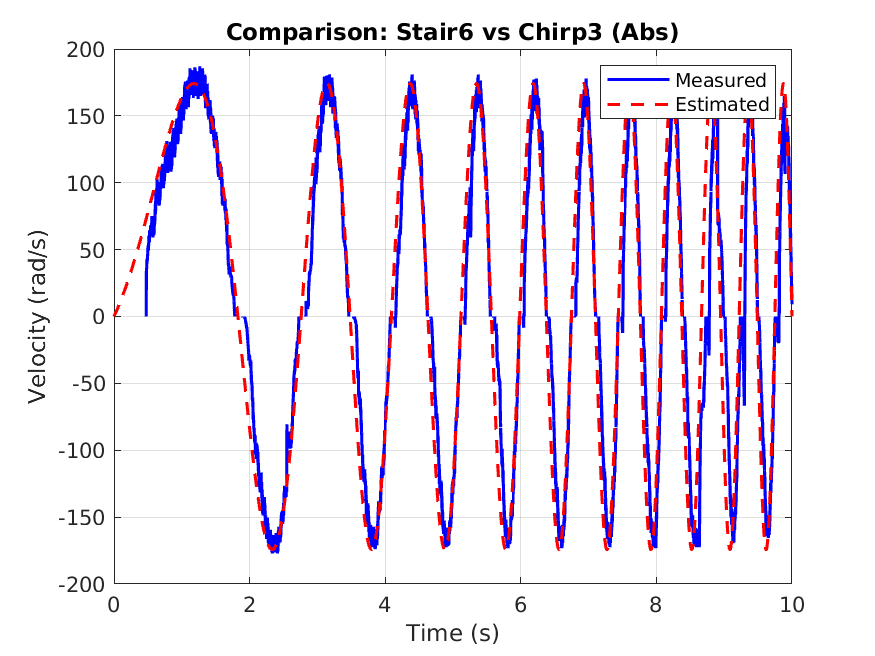 Comparison: Stair6 vs Chirp3 (Abs)
Measured
Estimated
200
150
100
50
0
-50
-100
-150
-200
Velocity (rad/s)
0 2 4 6 8 10
Time (s)